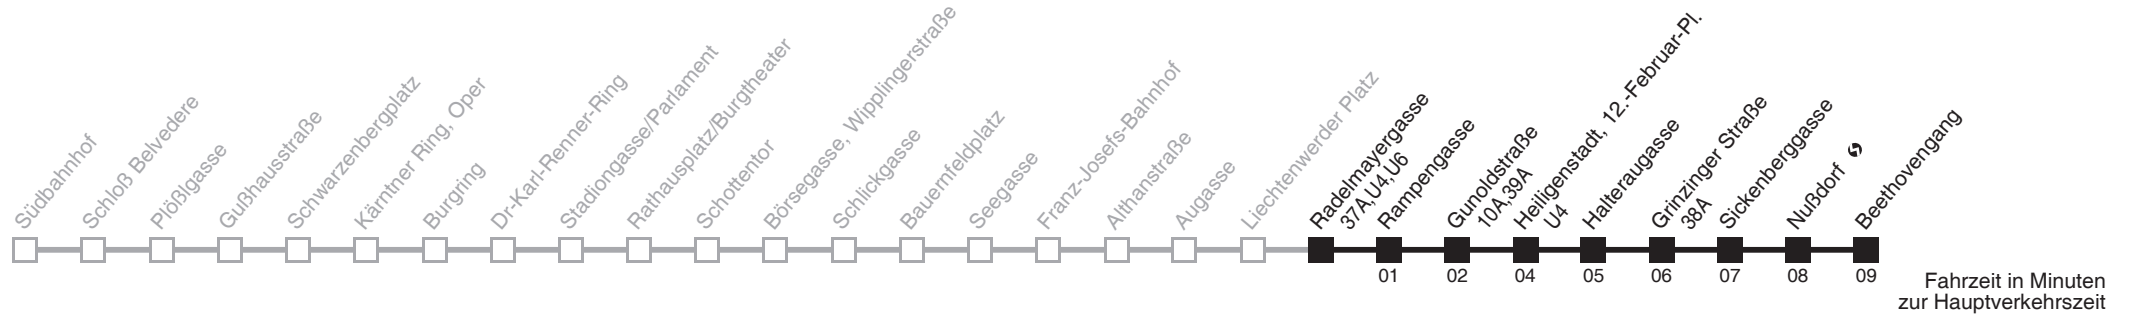 Südbahnhof
Schloß Belvedere
Plößlgasse
Gußhausstraße
Schwarzenbergplatz
Kärntner Ring, Oper
Burgring
Dr-Karl-Renner-Ring
Stadiongasse/Parlament
Rathausplatz/Burgtheater
Schottentor
Börsegasse, Wipplingerstraße
Schlickgasse
Bauernfeldplatz
Seegasse
Franz-Josefs-Bahnhof
Althanstraße
Augasse
Liechtenwerder Platz
Radelmayergasse
37A,U4,U6
Rampengasse
Gunoldstraße
10A,39A
Heiligenstadt, 12.-Februar-Pl.
U4
Halteraugasse
Grinzinger Straße
38A
Sickenberggasse
Nußdorf
Beethovengang
01 02 04 05 06 07 08 09
Fahrzeit in Minuten
zur Hauptverkehrszeit